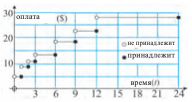 оплата ($)
30
20
не принадлежит
принадлежит
10
время(t)
0 3 6 9 12 15 18 21 24